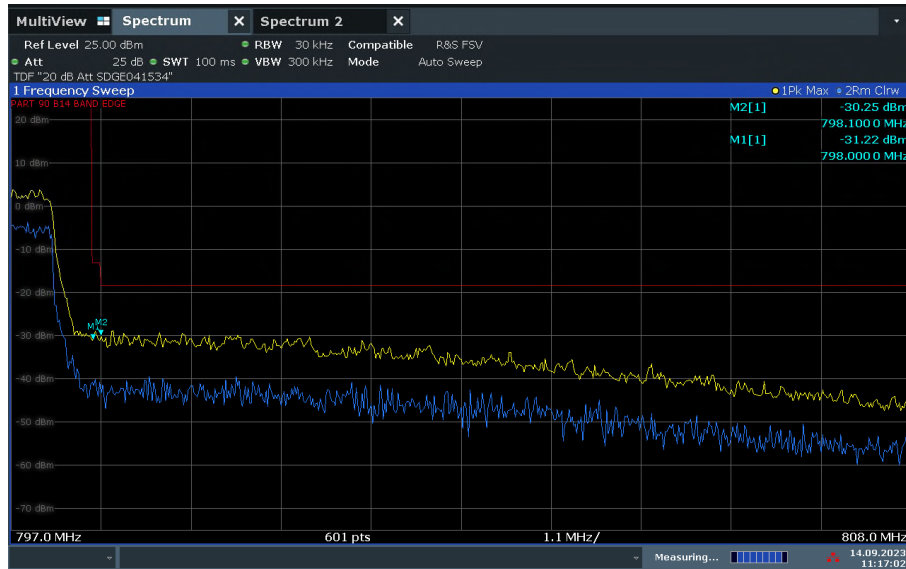 MultiView Spectrum X Spectrum 2 X
Ref Level 25.00 dBm RBW 30 kHz Compatible R&S FSV
Att 25 dB SWT 100 ms VBW 300 kHz Mode Auto Sweep
TDF "20 dB Att SDGE041534"
1 Frequency Sweep 1Pk Max 2Rm Clrw
PART 90 B14 BAND EDGE
M2[1] -30.25 dBm
798.100 0 MHz
M1[1] -31.22 dBm
798.000 0 MHz
20 dBm
10 dBm
0 dBm
-10 dBm
-20 dBm
M M2
-30 dBm
-40 dBm
-50 dBm
-60 dBm
-70 dBm
797.0 MHz 601 pts 1.1 MHz/ 808.0 MHz
Measuring... 14.09.2023
11:17:02